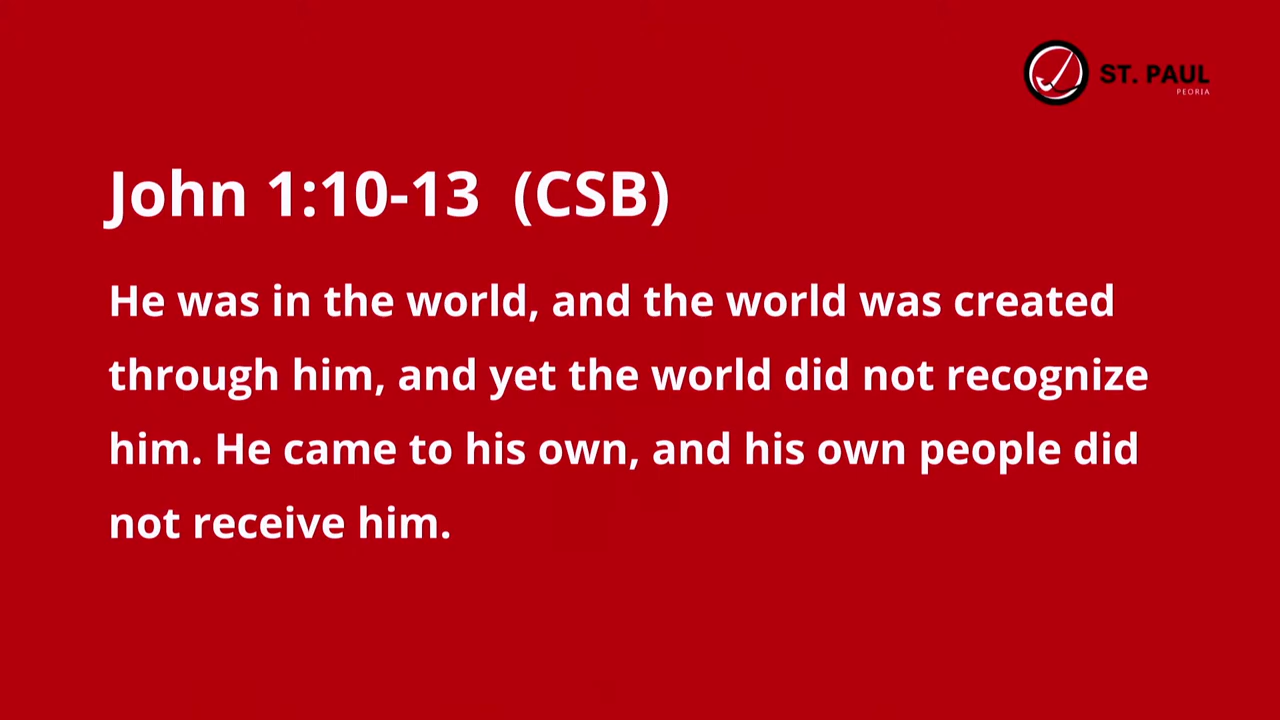 ST. PAUL
PEORIA
John 1:10-13 (CSB)
He was in the world, and the world was created
through him, and yet the world did not recognize
him. He came to his own, and his own people did
not receive him.